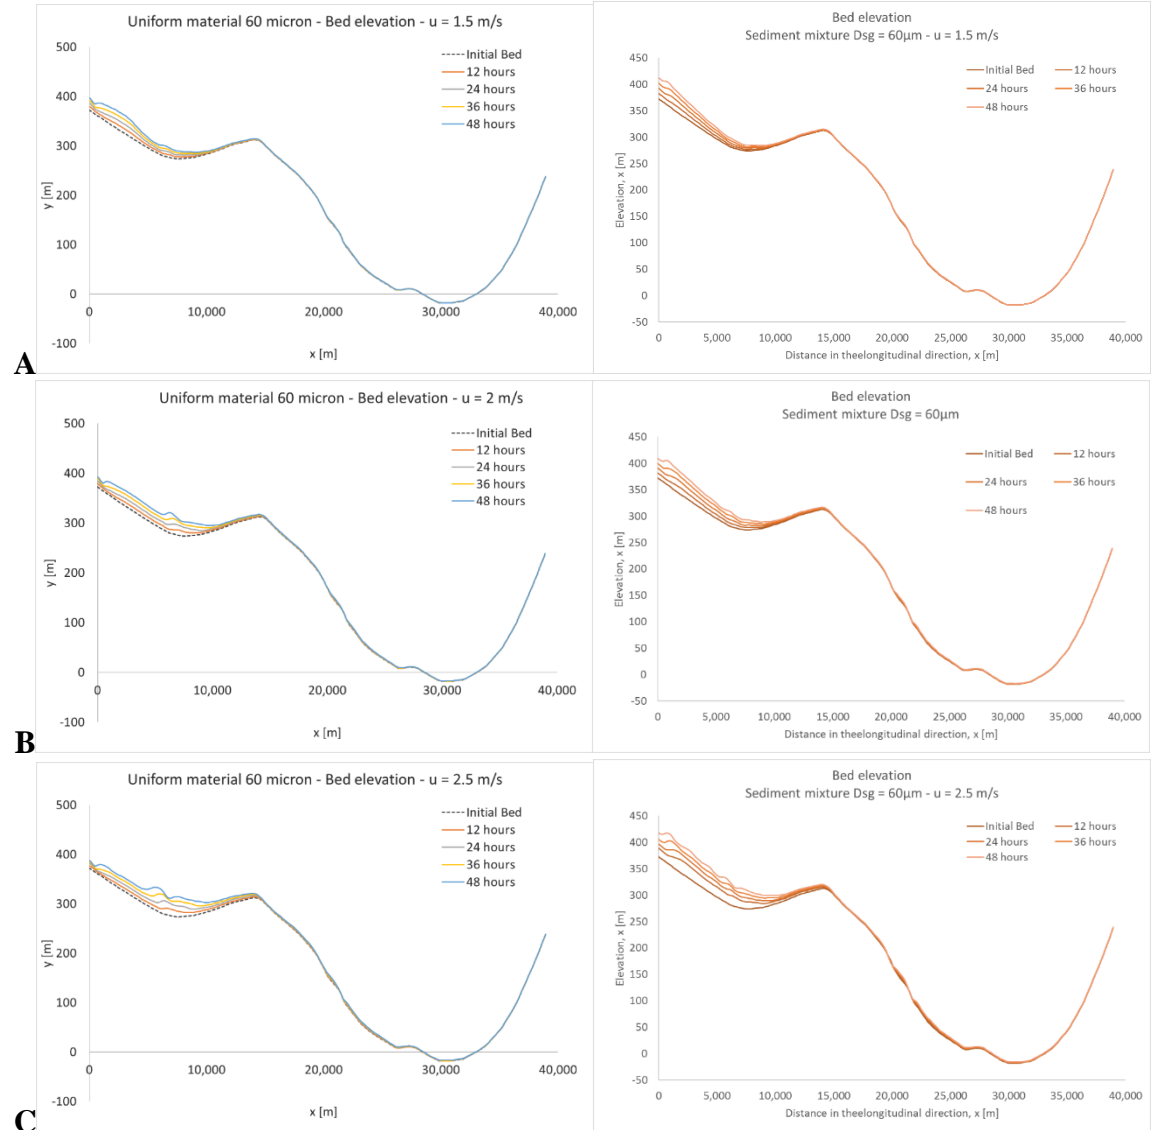 Uniform material 60 micron - Bed elevation - u = 1.5 m/s
500
400
300
200
100
0
-100
y [m]
0
10,000
20,000
30,000
40,000
x [m]
Initial Bed
12 hours
24 hours
36 hours
48 hours
A
Bed elevation
Sediment mixture Dsg = 60µm - u = 1.5 m/s
450
400
350
300
250
200
150
100
50
0
-50
Elevation, x [m]
0
5,000
10,000
15,000
20,000
25,000
30,000
35,000
40,000
Distance in theelongitudinal direction, x [m]
Initial Bed
12 hours
24 hours
36 hours
48 hours
Uniform material 60 micron - Bed elevation - u = 2 m/s
500
400
300
200
100
0
-100
y [m]
0
10,000
20,000
30,000
40,000
x [m]
Initial Bed
12 hours
24 hours
36 hours
48 hours
B
Bed elevation
Sediment mixture Dsg = 60µm
450
400
350
300
250
200
150
100
50
0
-50
Elevation, x [m]
0
5,000
10,000
15,000
20,000
25,000
30,000
35,000
40,000
Distance in theelongitudinal direction, x [m]
Initial Bed
12 hours
24 hours
36 hours
48 hours
Uniform material 60 micron - Bed elevation - u = 2.5 m/s
500
400
300
200
100
0
-100
y [m]
0
10,000
20,000
30,000
40,000
x [m]
Initial Bed
12 hours
24 hours
36 hours
48 hours
C
Bed elevation
Sediment mixture Dsg = 60µm - u = 2.5 m/s
450
400
350
300
250
200
150
100
50
0
-50
Elevation, x [m]
0
5,000
10,000
15,000
20,000
25,000
30,000
35,000
40,000
Distance in theelongitudinal direction, x [m]
Initial Bed
12 hours
24 hours
36 hours
48 hours